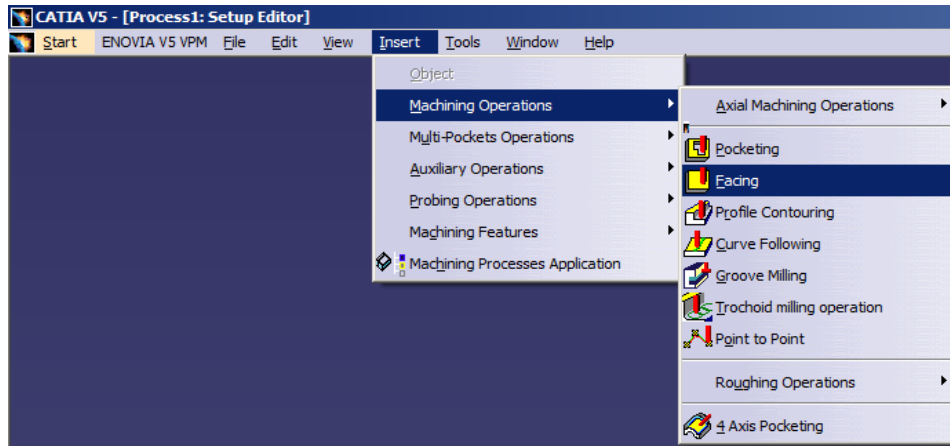 CATIA V5 - [Process1: Setup Editor]
Start ENOVIA V5 VPM File Edit View Insert Tools Window Help
Object
Machining Operations
Multi-Pockets Operations
Auxiliary Operations
Probing Operations
Machining Features
Machining Processes Application
Axial Machining Operations
Pocketing
Facing
Profile Contouring
Curve Following
Groove Milling
Trochoid milling operation
Point to Point
Roughing Operations
4 Axis Pocketing